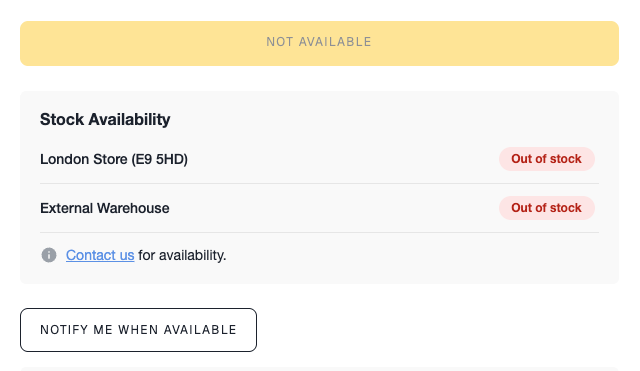 NOT AVAILABLE
Stock Availability
London Store (E9 5HD) Out of stock
External Warehouse Out of stock
Contact us for availability.
NOTIFY ME WHEN AVAILABLE